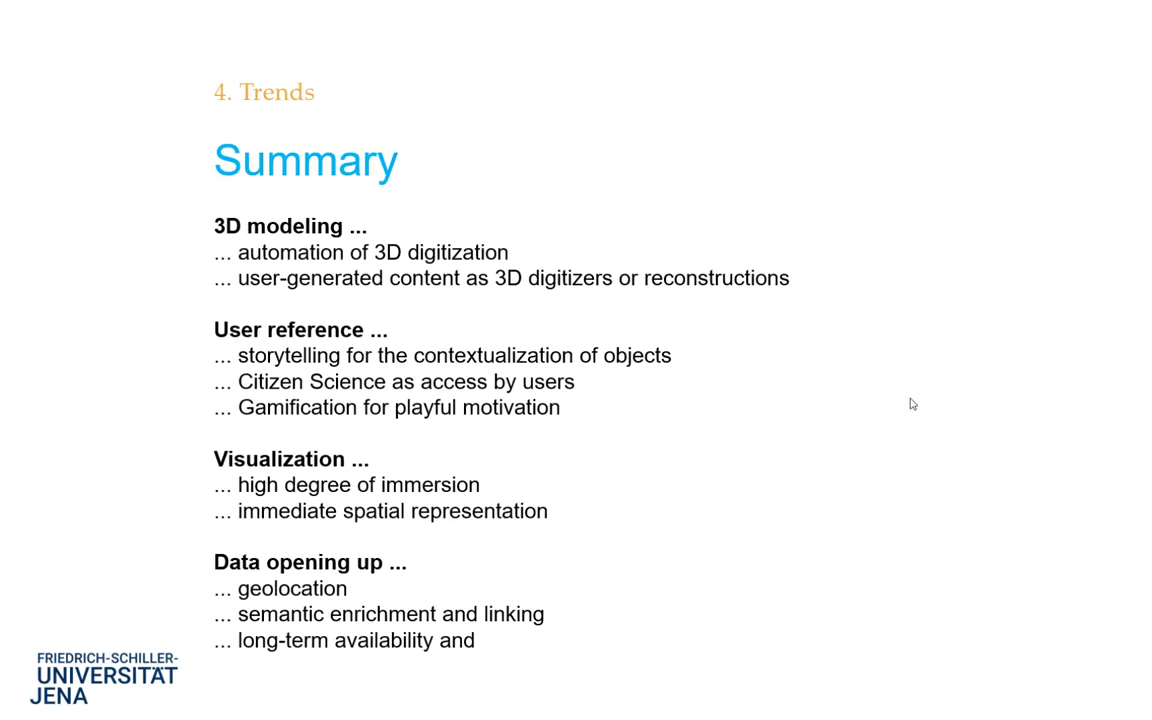 4. Trends
Summary
3D modeling ...
... automation of 3D digitization
... user-generated content as 3D digitizers or reconstructions
User reference ...
... storytelling for the contextualization of objects
... Citizen Science as access by users
... Gamification for playful motivation
Visualization ...
... high degree of immersion
... immediate spatial representation
Data opening up ...
... geolocation
... semantic enrichment and linking
... long-term availability and
FRIEDRICH-SCHILLER-
UNIVERSITÄT
JENA